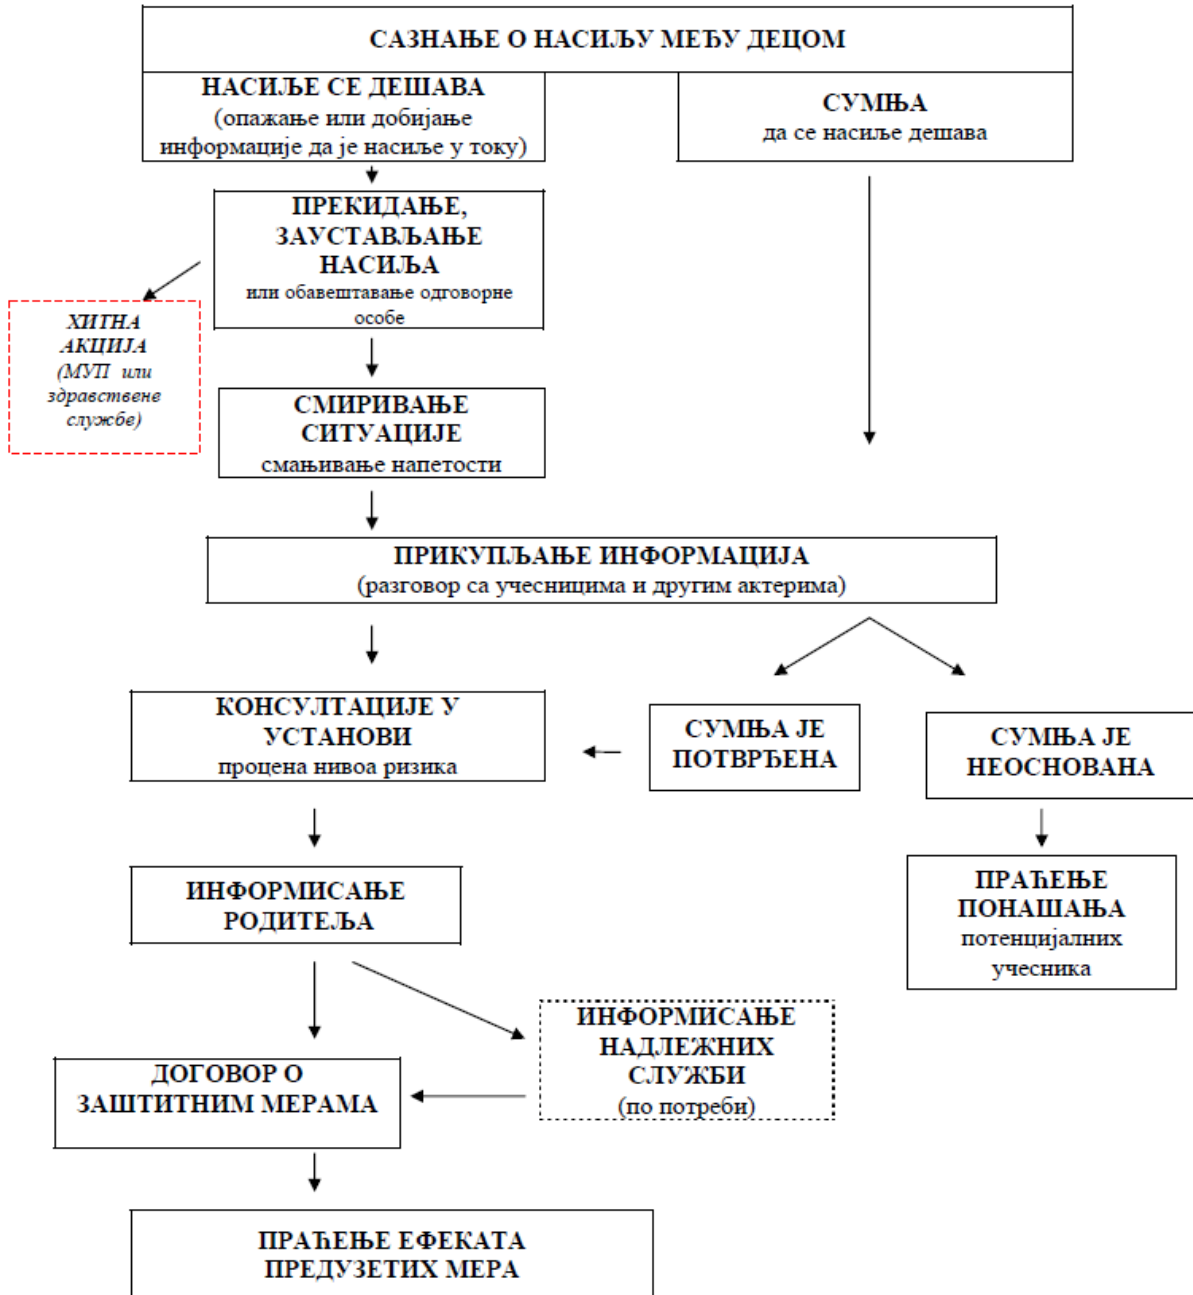 САЗНАЊЕ О НАСИЉУ МЕЂУ ДЕЦОМ
НАСИЉЕ СЕ ДЕШАВА
(опажање или добијање
информације да је насиље у току)
СУМЊА
да се насиље дешава
ПРЕКИДАЊЕ,
ЗАУСТАВЉАЊЕ
НАСИЉА
или обавештавање одговорне
особе
ХИТНА
АКЦИЈА
(МУП или
здравствене
службе)
СМИРИВАЊЕ
СИТУАЦИЈЕ
смањивање напетости
ПРИКУПЉАЊЕ ИНФОРМАЦИЈА
(разговор са учесницима и другим актерима)
КОНСУЛТАЦИЈЕ У
УСТАНОВИ
процена нивоа ризика
СУМЊА ЈЕ
ПОТВРЂЕНА
СУМЊА ЈЕ
НЕОСНОВАНА
ИНФОРМИСАЊЕ
РОДИТЕЉА
ПРАЋЕЊЕ
ПОНАШАЊА
потенцијалних
учесника
ИНФОРМИСАЊЕ
НАДЛЕЖНИХ
СЛУЖБИ
(по потреби)
ДОГОВОР О
ЗАШТИТНИМ МЕРАМА
ПРАЋЕЊЕ ЕФЕКАТА
ПРЕДУЗЕТИХ МЕРА